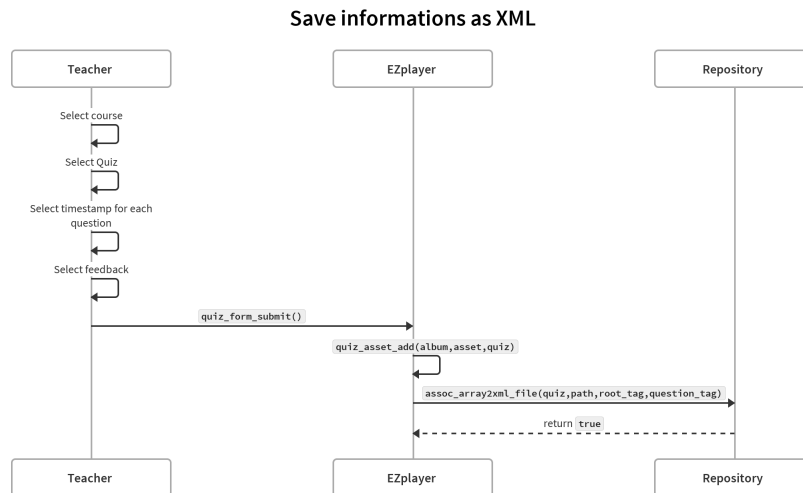 Save informations as XML
Teacher
EZplayer
Repository
Select course
Select Quiz
Select timestamp for each
question
Select feedback
quiz_form_submit()
quiz_asset_add(album,asset,quiz)
assoc_array2xml_file(quiz,path,root_tag,question_tag)
return true
Teacher
EZplayer
Repository